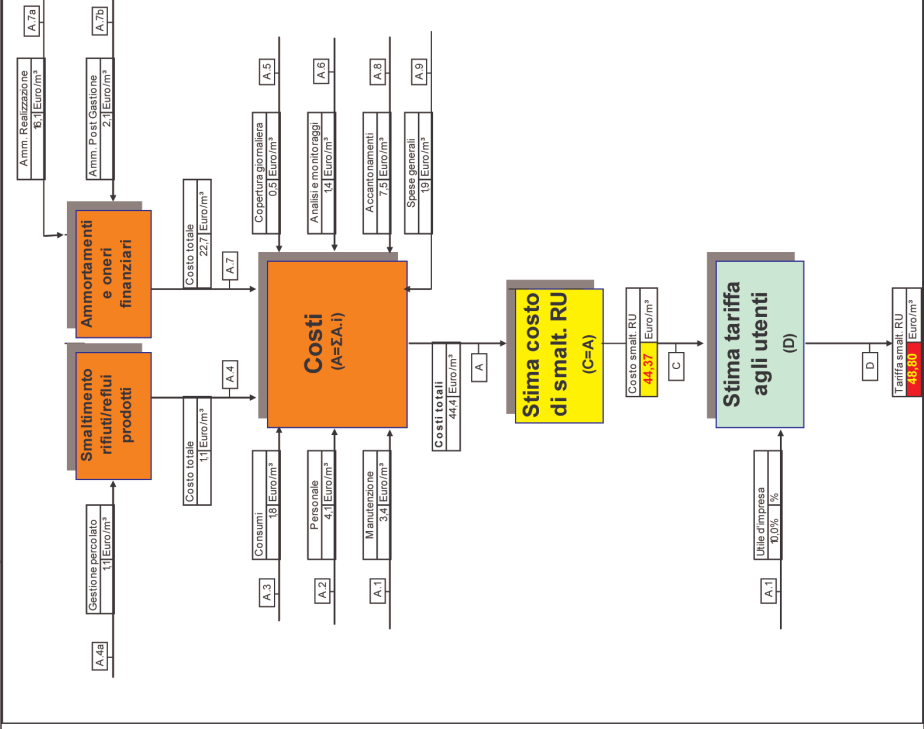 A.7a
Amm. Realizzazione
16,1 Euro/m³
A.7b
Amm. Post Gastione
2,1 Euro/m³
Ammortamenti
e oneri
finanziari
Costo totale
22,7 Euro/m³
A.7
Smaltimento
rifiuti/reflui
prodotti
Costo totale
1,1 Euro/m³
A.4
Gestione percolato
1,1 Euro/m³
A.4a
A.5
Copertura giornaliera
0,5 Euro/m³
A.6
Analisi e monitoraggi
1,4 Euro/m³
A.8
Accantonamenti
7,5 Euro/m³
A.9
Spese generali
1,9 Euro/m³
Costi
(A=ΣA.i)
Consumi
1,8 Euro/m³
A.3
Personale
4,1 Euro/m³
A.2
Manutenzione
3,4 Euro/m³
A.1
Costi totali
44,4 Euro/m³
A.
Stima costo
di smalt. RU
(C=A)
Costo smalt. RU
44,37 Euro/m³
C
Stima tariffa
agli utenti
(D)
Utile d'impresa
10,0% %
A.1
D
Tariffa smalt. RU
48,80 Euro/m³